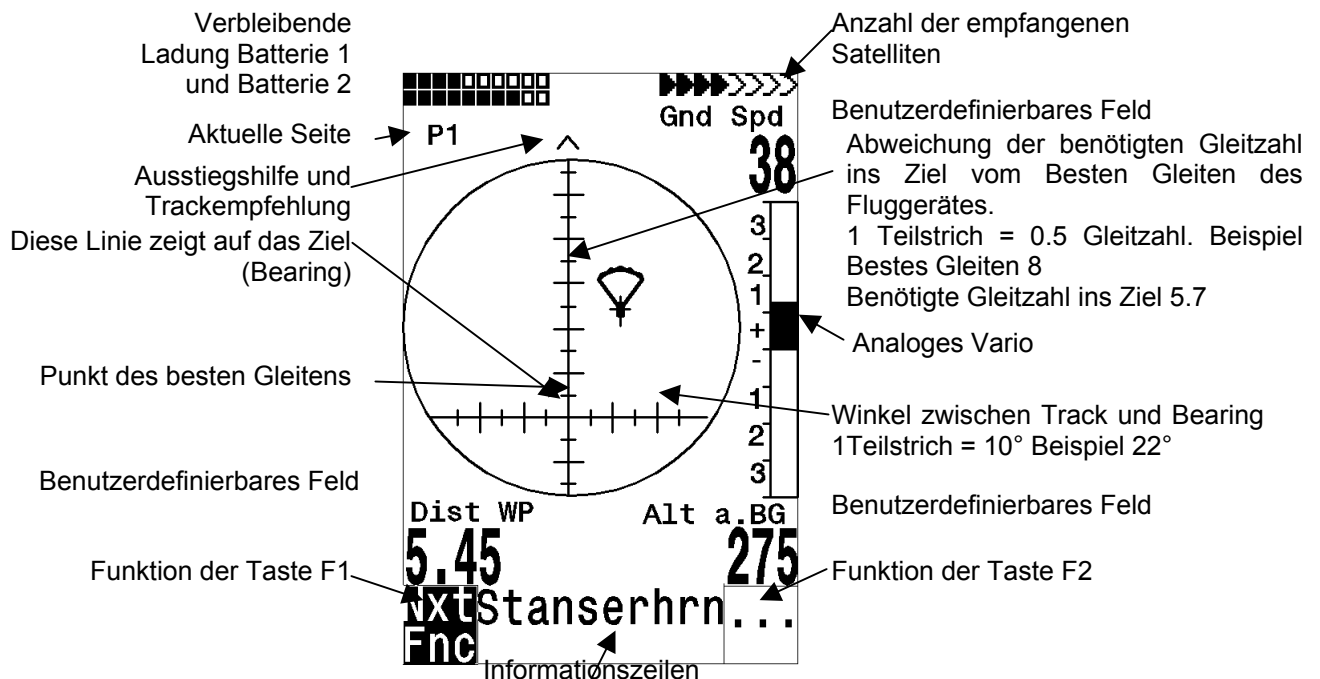 Verbleibende
Ladung Batterie 1
und Batterie 2
Anzahl der empfangenen
Satelliten
Aktuelle Seite
P1
Gnd Spd
38
Benutzerdefinierbares Feld
Abweichung der benötigten Gleitzahl
ins Ziel vom Besten Gleiten des
Fluggerätes.
1 Teilstrich = 0.5 Gleitzahl. Beispiel
Bestes Gleiten 8
Benötigte Gleitzahl ins Ziel 5.7
Ausstiegshilfe und
Trackempfehlung
Diese Linie zeigt auf das Ziel
(Bearing)
3
2
1
+
-
1
2
3
Analoges Vario
Punkt des besten Gleitens
Winkel zwischen Track und Bearing
1Teilstrich = 10° Beispiel 22°
Benutzerdefinierbares Feld
Benutzerdefinierbares Feld
Dist WP
Alt a.BG
5.45
275
Funktion der Taste F1
Funktion der Taste F2
Nxt
Fnc
Stanserhrn
...
Informationszeilen